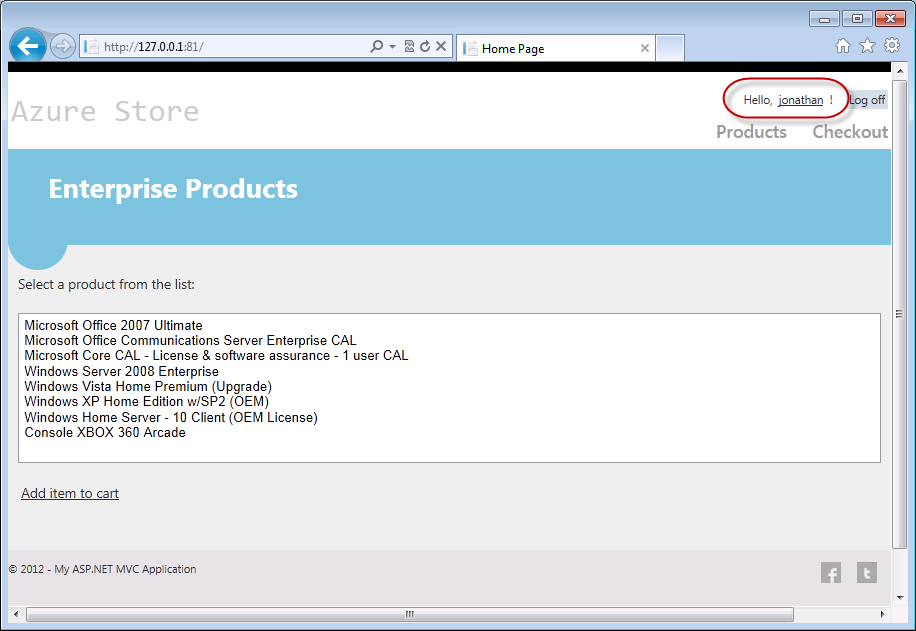 http://127.0.0.1:81/
Home Page
Hello, jonathan !
Log off
Azure Store
Products
Checkout
Enterprise Products
Select a product from the list:
Microsoft Office 2007 Ultimate
Microsoft Office Communications Server Enterprise CAL
Microsoft Core CAL - License & software assurance - 1 user CAL
Windows Server 2008 Enterprise
Windows Vista Home Premium (Upgrade)
Windows XP Home Edition w/SP2 (OEM)
Windows Home Server - 10 Client (OEM License)
Console XBOX 360 Arcade
Add item to cart
© 2012 - My ASP.NET MVC Application